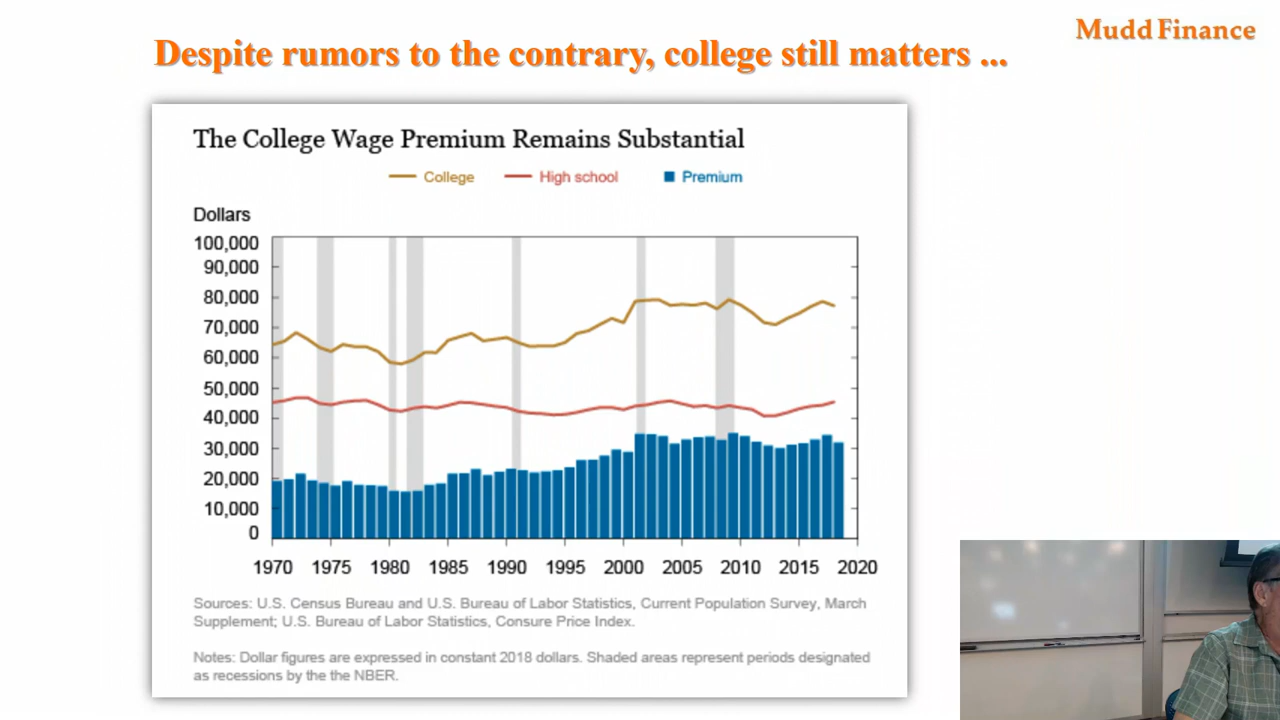 Mudd Finance
Despite rumors to the contrary, college still matters ...
The College Wage Premium Remains Substantial
College
High school
Premium
Dollars
100,000
90,000
80,000
70,000
60,000
50,000
40,000
30,000
20,000
10,000
0
1970 1975 1980 1985 1990 1995 2000 2005 2010 2015 2020
Sources: U.S. Census Bureau and U.S. Bureau of Labor Statistics, Current Population Survey, March
Supplement; U.S. Bureau of Labor Statistics, Consure Price Index.
Notes: Dollar figures are expressed in constant 2018 dollars. Shaded areas represent periods designated
as recessions by the the NBER.